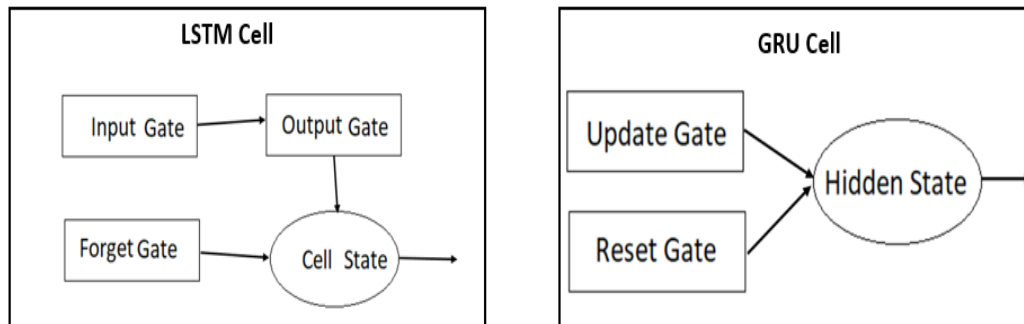 LSTM Cell
Input Gate
Output Gate
Forget Gate
Cell State
GRU Cell
Update Gate
Hidden State
Reset Gate